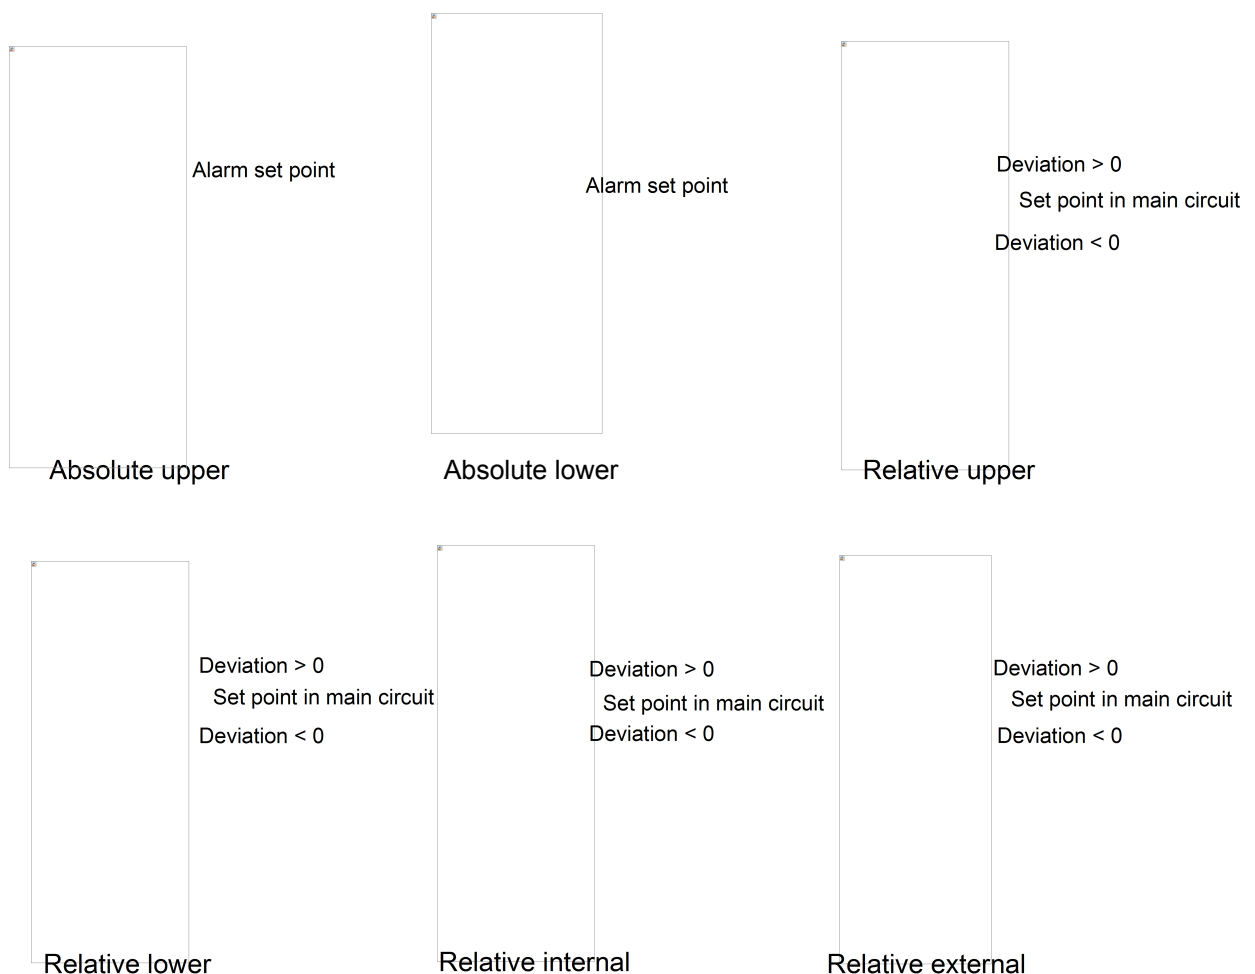 Alarm set point
Absolute upper
Alarm set point
Absolute lower
Deviation > 0
Set point in main circuit
Deviation < 0
Relative upper
Deviation > 0
Set point in main circuit
Deviation < 0
Relative lower
Deviation > 0
Set point in main circuit
Deviation < 0
Relative internal
Deviation > 0
Set point in main circuit
Deviation < 0
Relative external